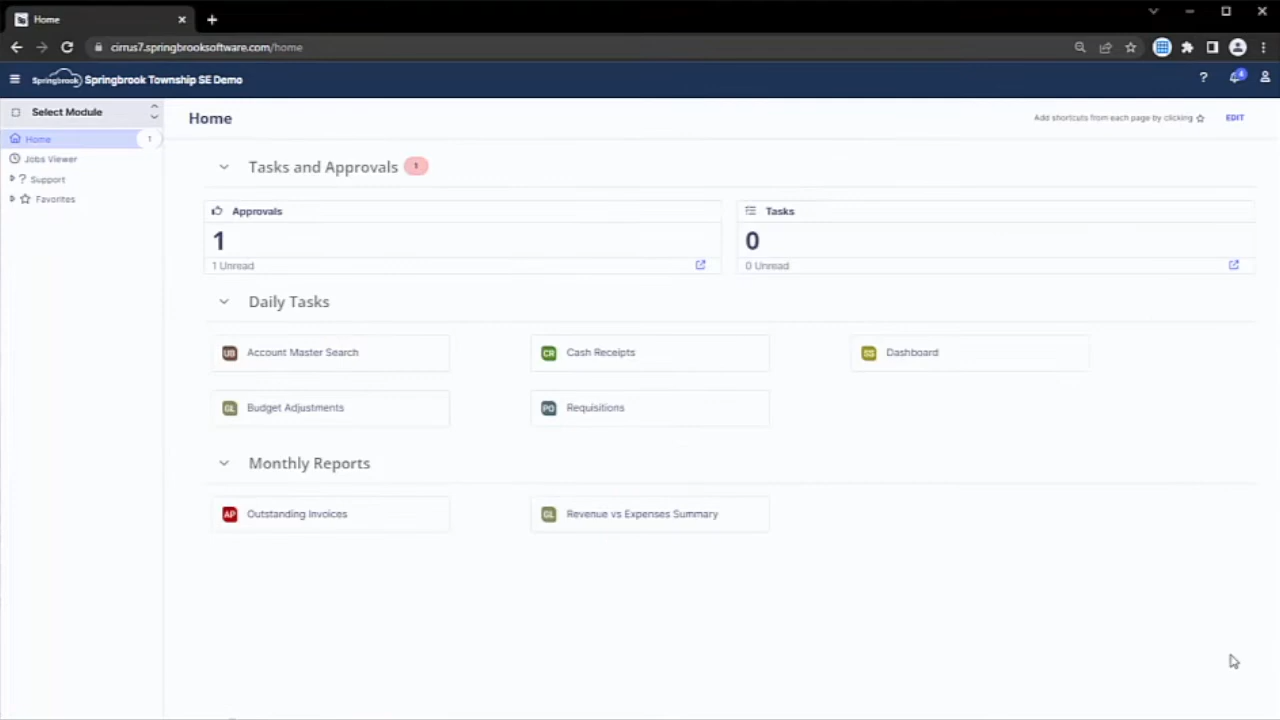 Home
cirrus7.springbrooksoftware.com/home
Springbrook Springbrook Township SE Demo
? 4
Select Module
Home 1
Jobs Viewer
? Support
Favorites
Home
Add shortcuts from each page by clicking
EDIT
Tasks and Approvals 1
Approvals
1
1 Unread
Tasks
0
0 Unread
Daily Tasks
UB Account Master Search
CR Cash Receipts
SS Dashboard
GL Budget Adjustments
PO Requisitions
Monthly Reports
AP Outstanding Invoices
GL Revenue vs Expenses Summary